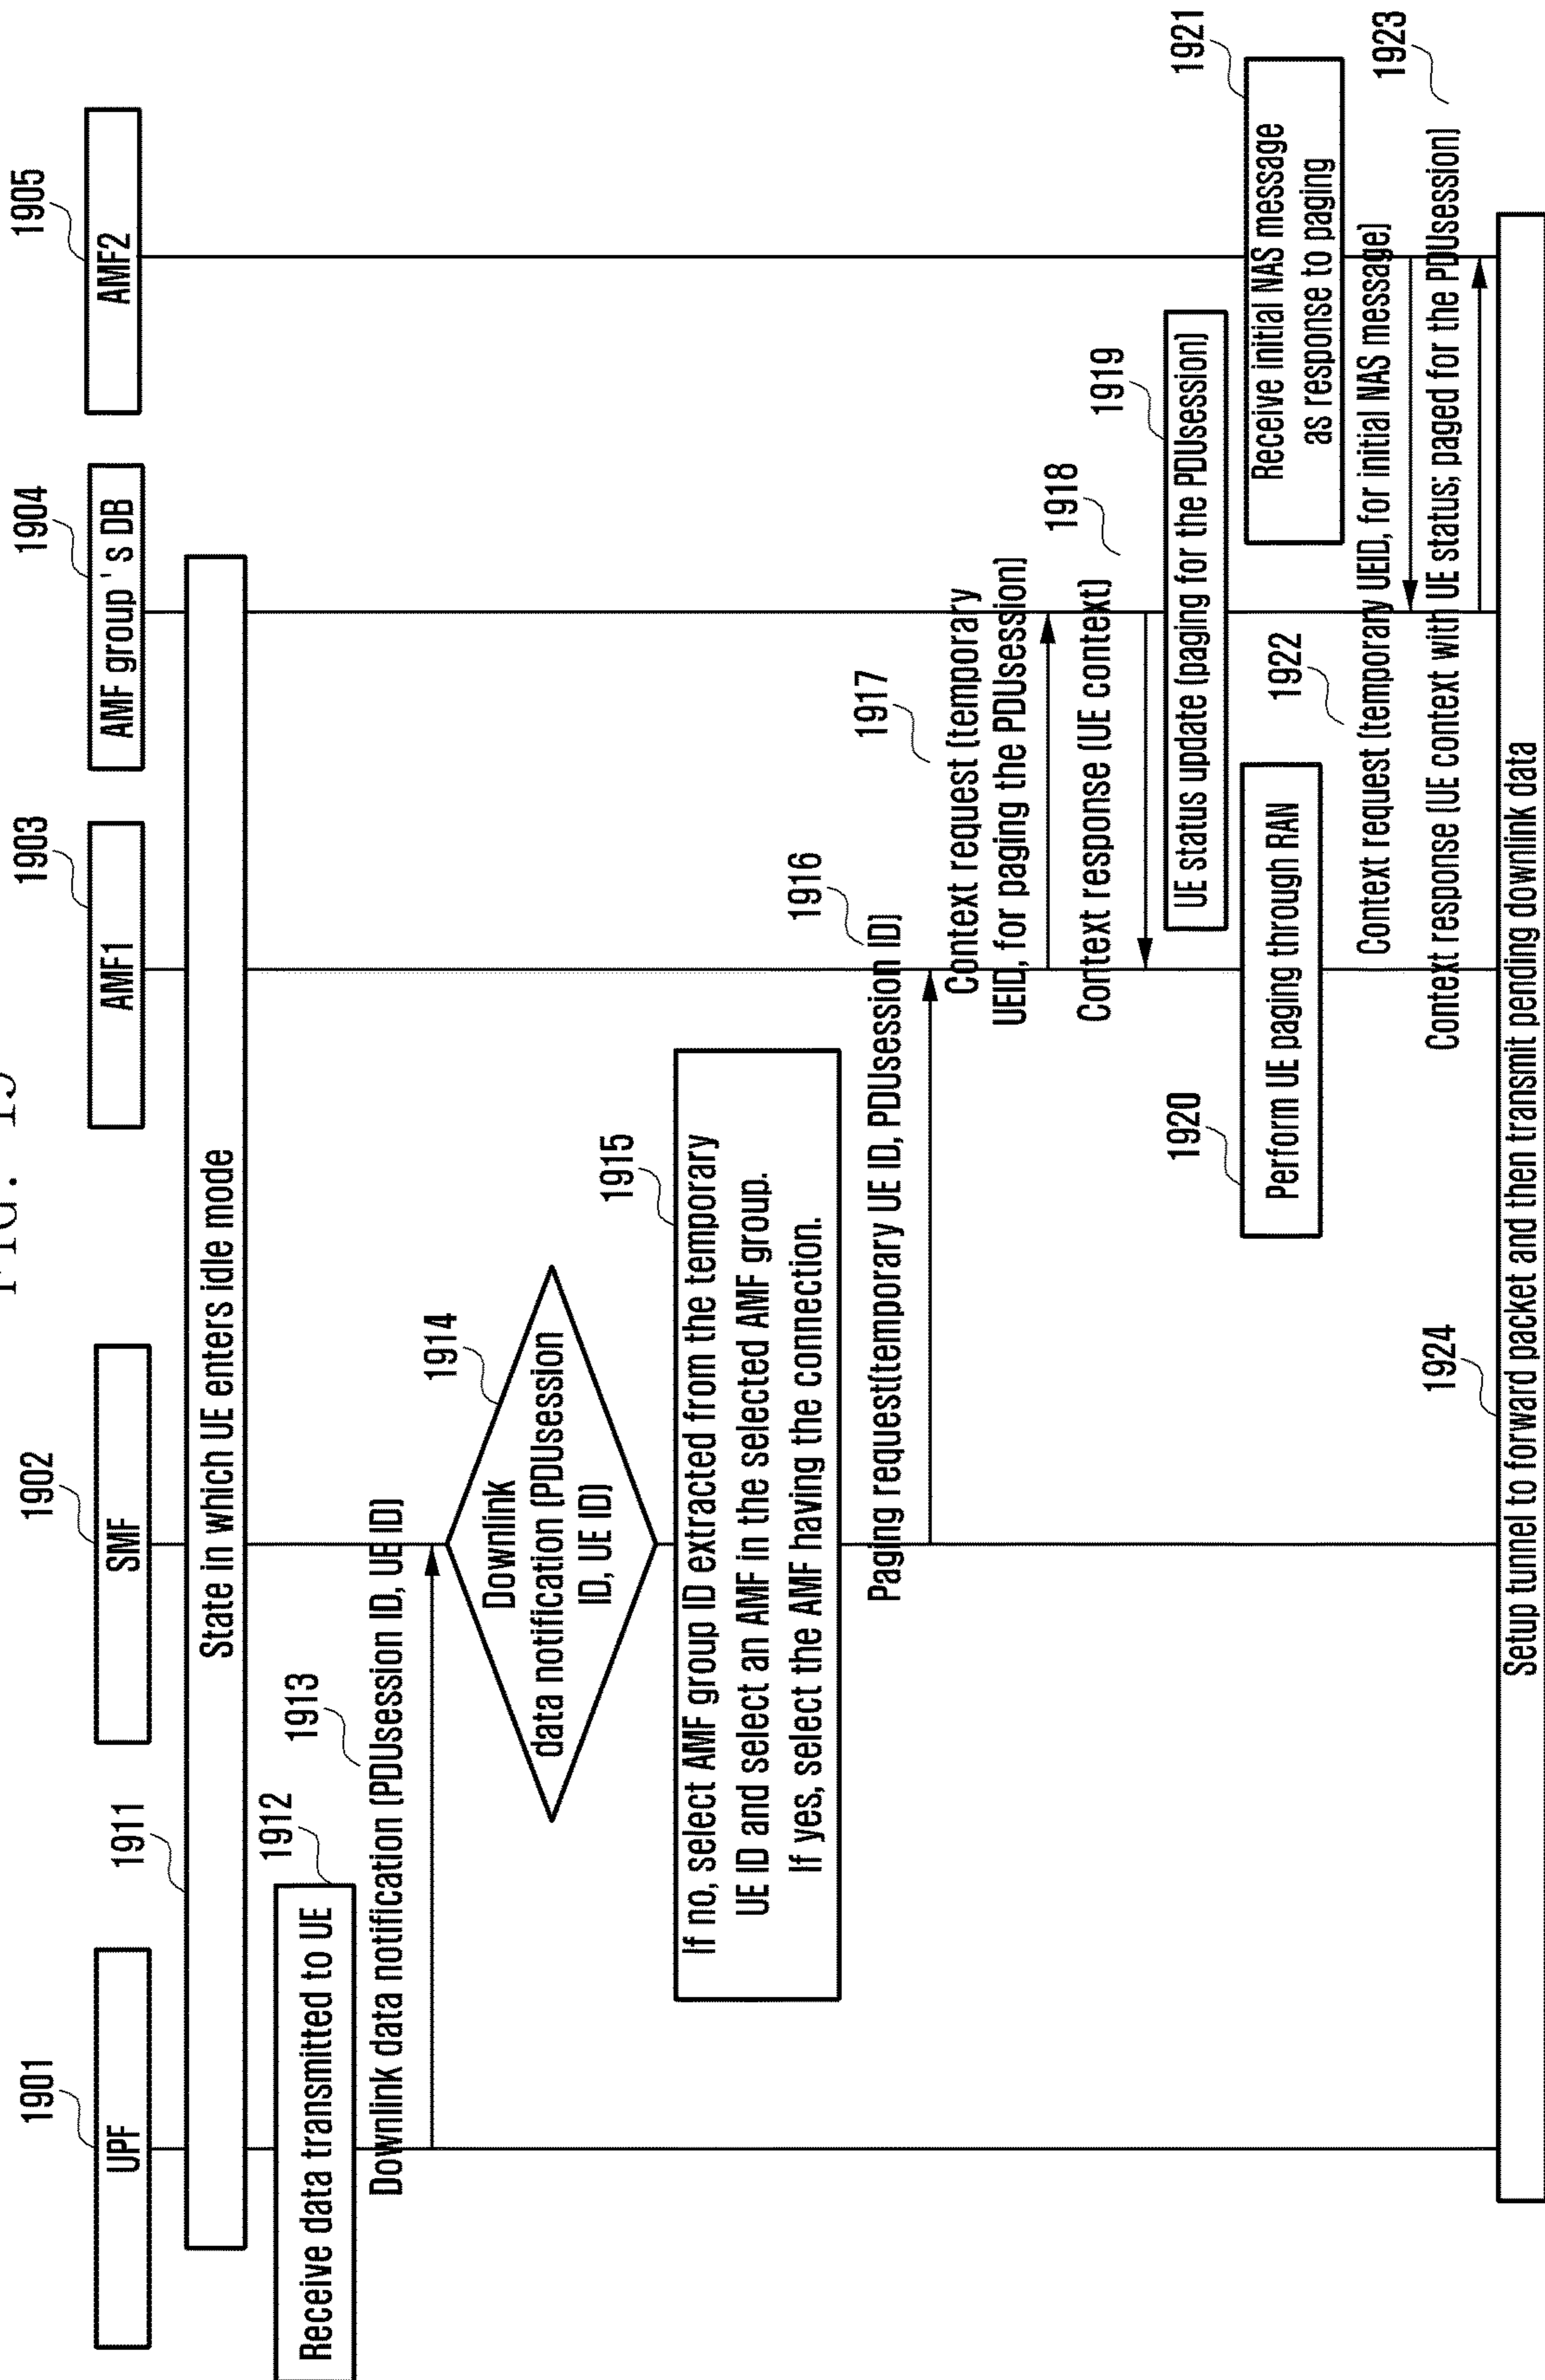 FIG. 19
1901
UPF
1902
SMF
1903
AMF1
1904
AMF group's DB
1905
AMF2
1911
State in which UE enters idle mode
1912
Receive data transmitted to UE
1913
Downlink data notification (PDUsession ID, UE ID)
1914
Downlink
data notification (PDUsession
ID, UE ID)
1915
If no, select AMF group ID extracted from the temporary
UE ID and select an AMF in the selected AMF group.
If yes, select the AMF having the connection.
1916
Paging request(temporary UE ID, PDUsession ID)
1917
Context request (temporary
UEID, for paging the PDUsession)
1918
Context response (UE context)
1919
UE status update (paging for the PDUsession)
1920
Perform UE paging through RAN
1921
Receive initial NAS message
as response to paging
1922
Context request (temporary UEID, for initial NAS message)
1923
Context response (UE context with UE status; paged for the PDUsession)
1924
Setup tunnel to forward packet and then transmit pending downlink data